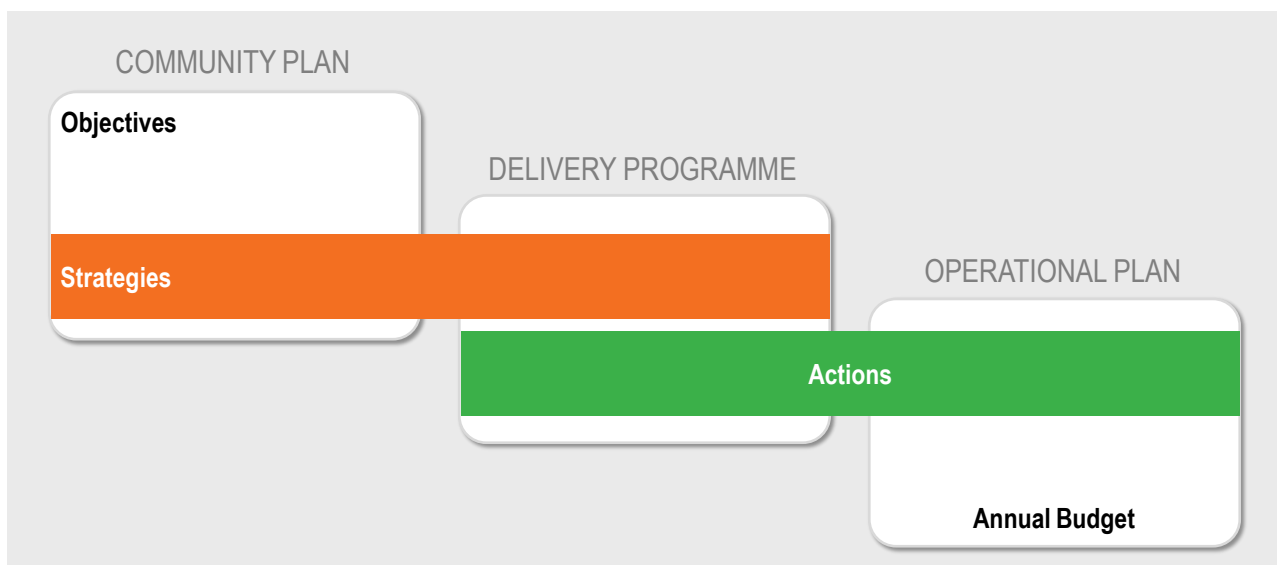 COMMUNITY PLAN
Objectives
DELIVERY PROGRAMME
Strategies
OPERATIONAL PLAN
Actions
Annual Budget